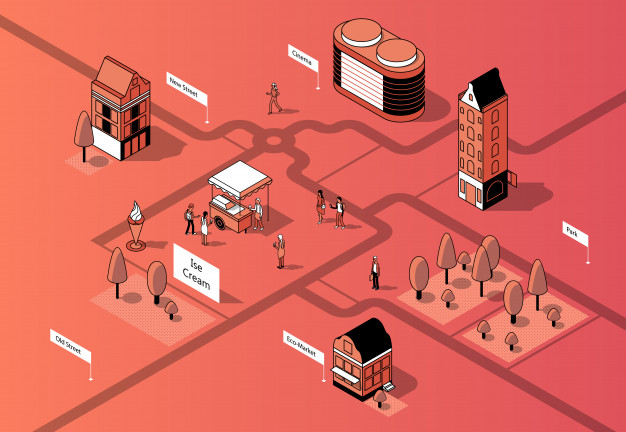 Cinema
New Street
Park
Ise
Cream
Old Street
Eco-Market